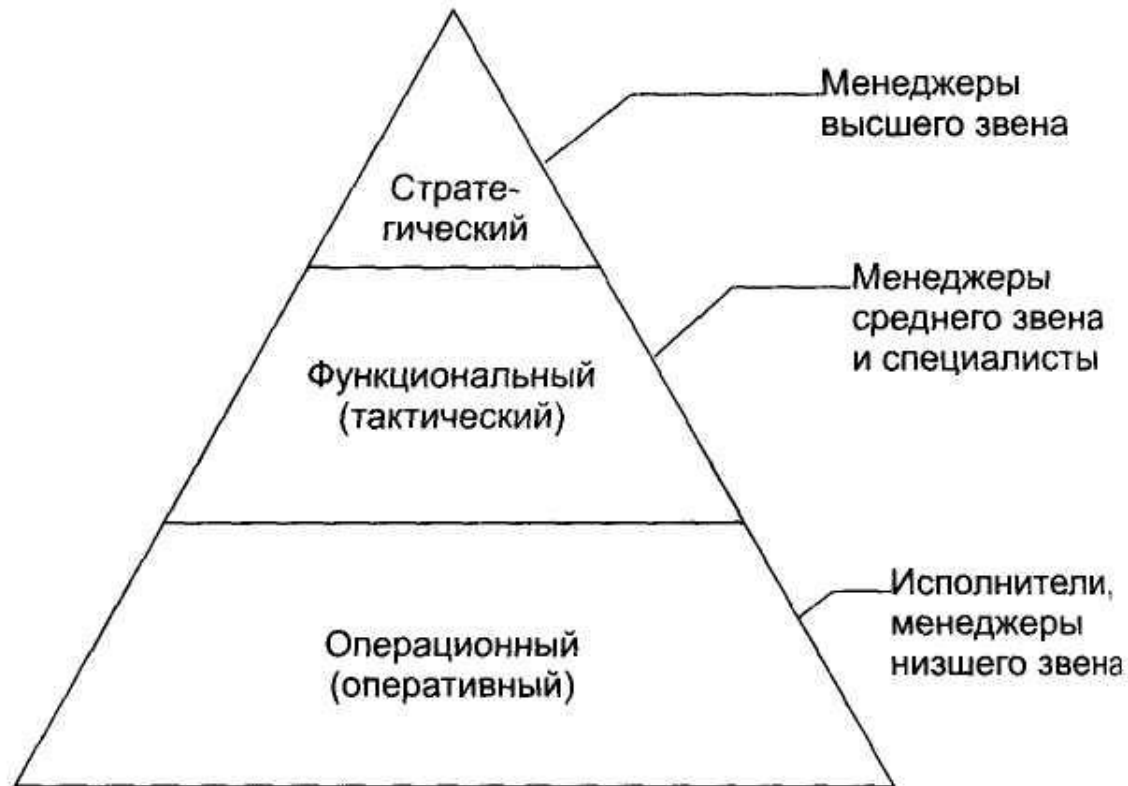 Менеджеры
высшего звена
Страте-
гический
Менеджеры
среднего звена
и специалисты
Функциональный
(тактический)
Исполнители,
менеджеры
низшего звена
Операционный
(оперативный)